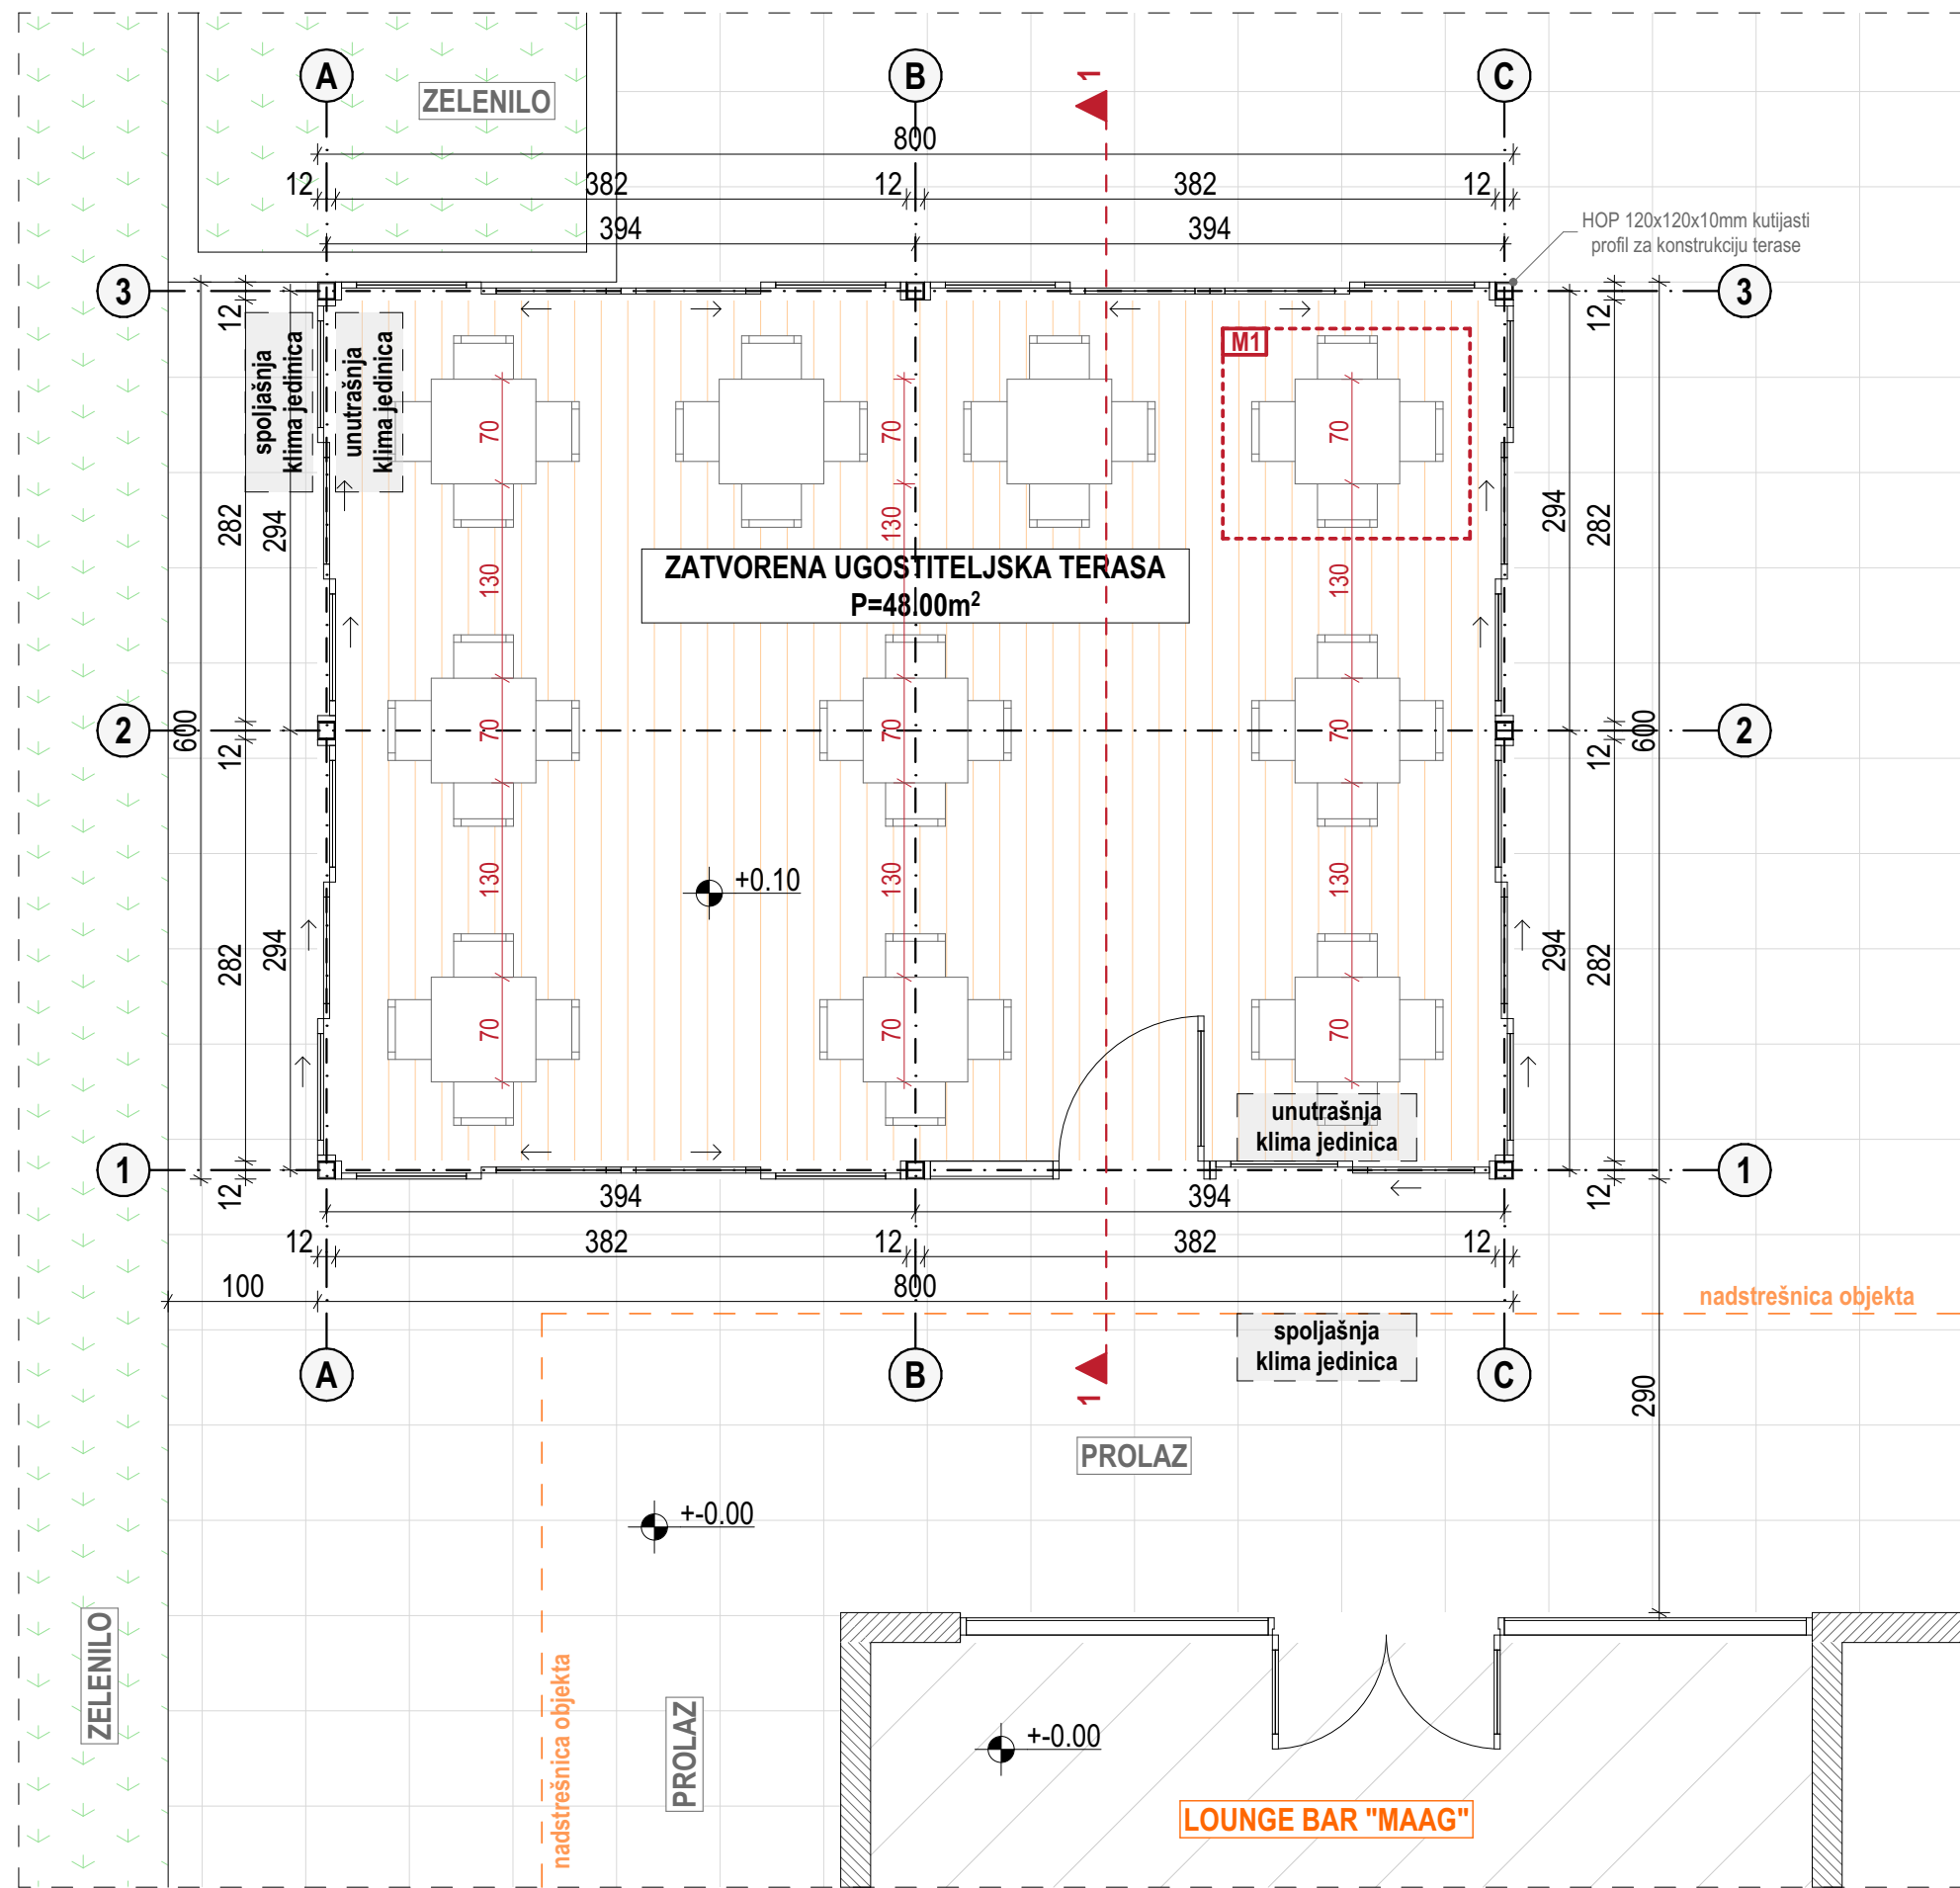 A
B
C
1
ZELENILO
800
12
382
12
382
12
394
394
HOP 120x120x10mm kutijasti
profil za konstrukciju terase
3
3
12
12
spoljašnja
klima jedinica
unutrašnja
klima jedinica
M1
70
70
70
282
294
130
130
130
294
282
ZATVORENA UGOSTITELJSKA TERASA
P=48.00m²
2
600
70
70
70
600
2
12
12
130
+0.10
130
130
282
294
294
282
70
70
70
unutrašnja
klima jedinica
1
1
12
12
394
394
12
382
12
382
12
100
800
nadstrešnica objekta
spoljašnja
klima jedinica
A
B
C
1
290
PROLAZ
+-0.00
ZELENILO
nadstrešnica objekta
PROLAZ
+-0.00
LOUNGE BAR "MAAG"